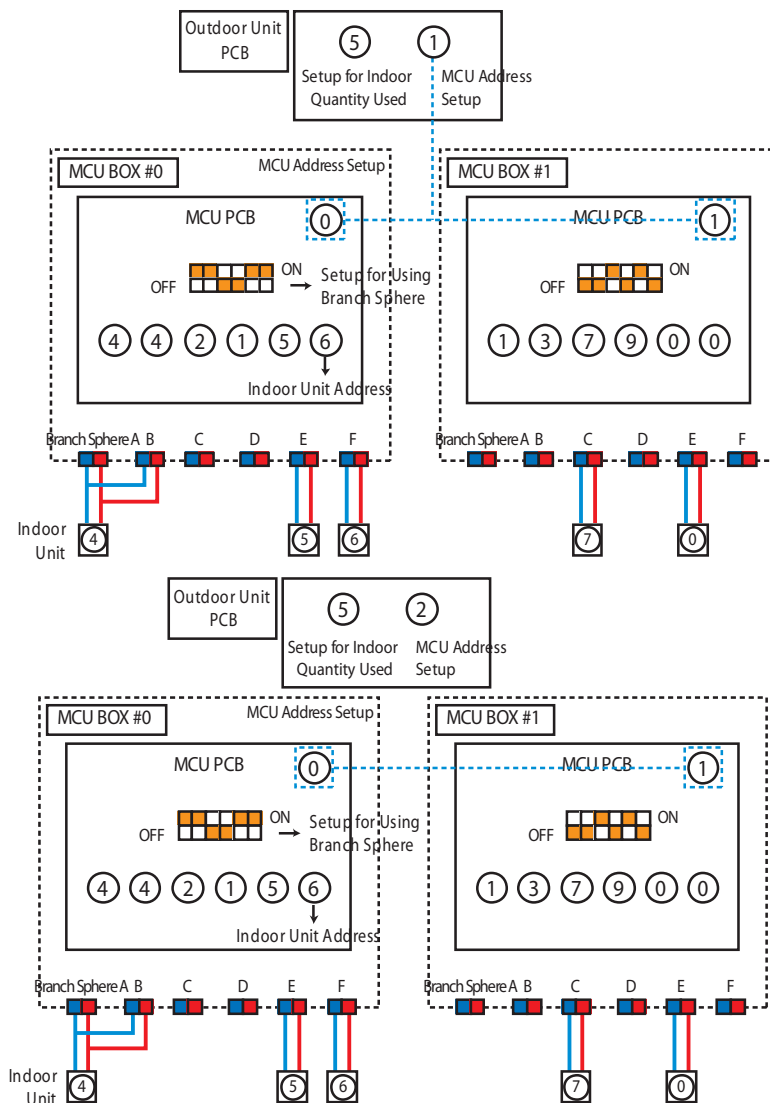 Outdoor Unit
PCB
5 1
Setup for Indoor
Quantity Used
MCU Address
Setup
MCU BOX #0
MCU Address Setup
MCU PCB
0
ON
OFF
Setup for Using
Branch Sphere
4 4 2 1 5 6
Indoor Unit Address
Branch Sphere A B C D E F
Indoor
Unit
4 5 6
MCU BOX #1
MCU PCB
1
ON
OFF
1 3 7 9 0 0
Branch Sphere A B C D E F
7 0
Outdoor Unit
PCB
5 2
Setup for Indoor
Quantity Used
MCU Address
Setup
MCU BOX #0
MCU Address Setup
MCU PCB
0
ON
OFF
Setup for Using
Branch Sphere
4 4 2 1 5 6
Indoor Unit Address
Branch Sphere A B C D E F
Indoor
Unit
4 5 6
MCU BOX #1
MCU PCB
1
ON
OFF
1 3 7 9 0 0
Branch Sphere A B C D E F
7 0